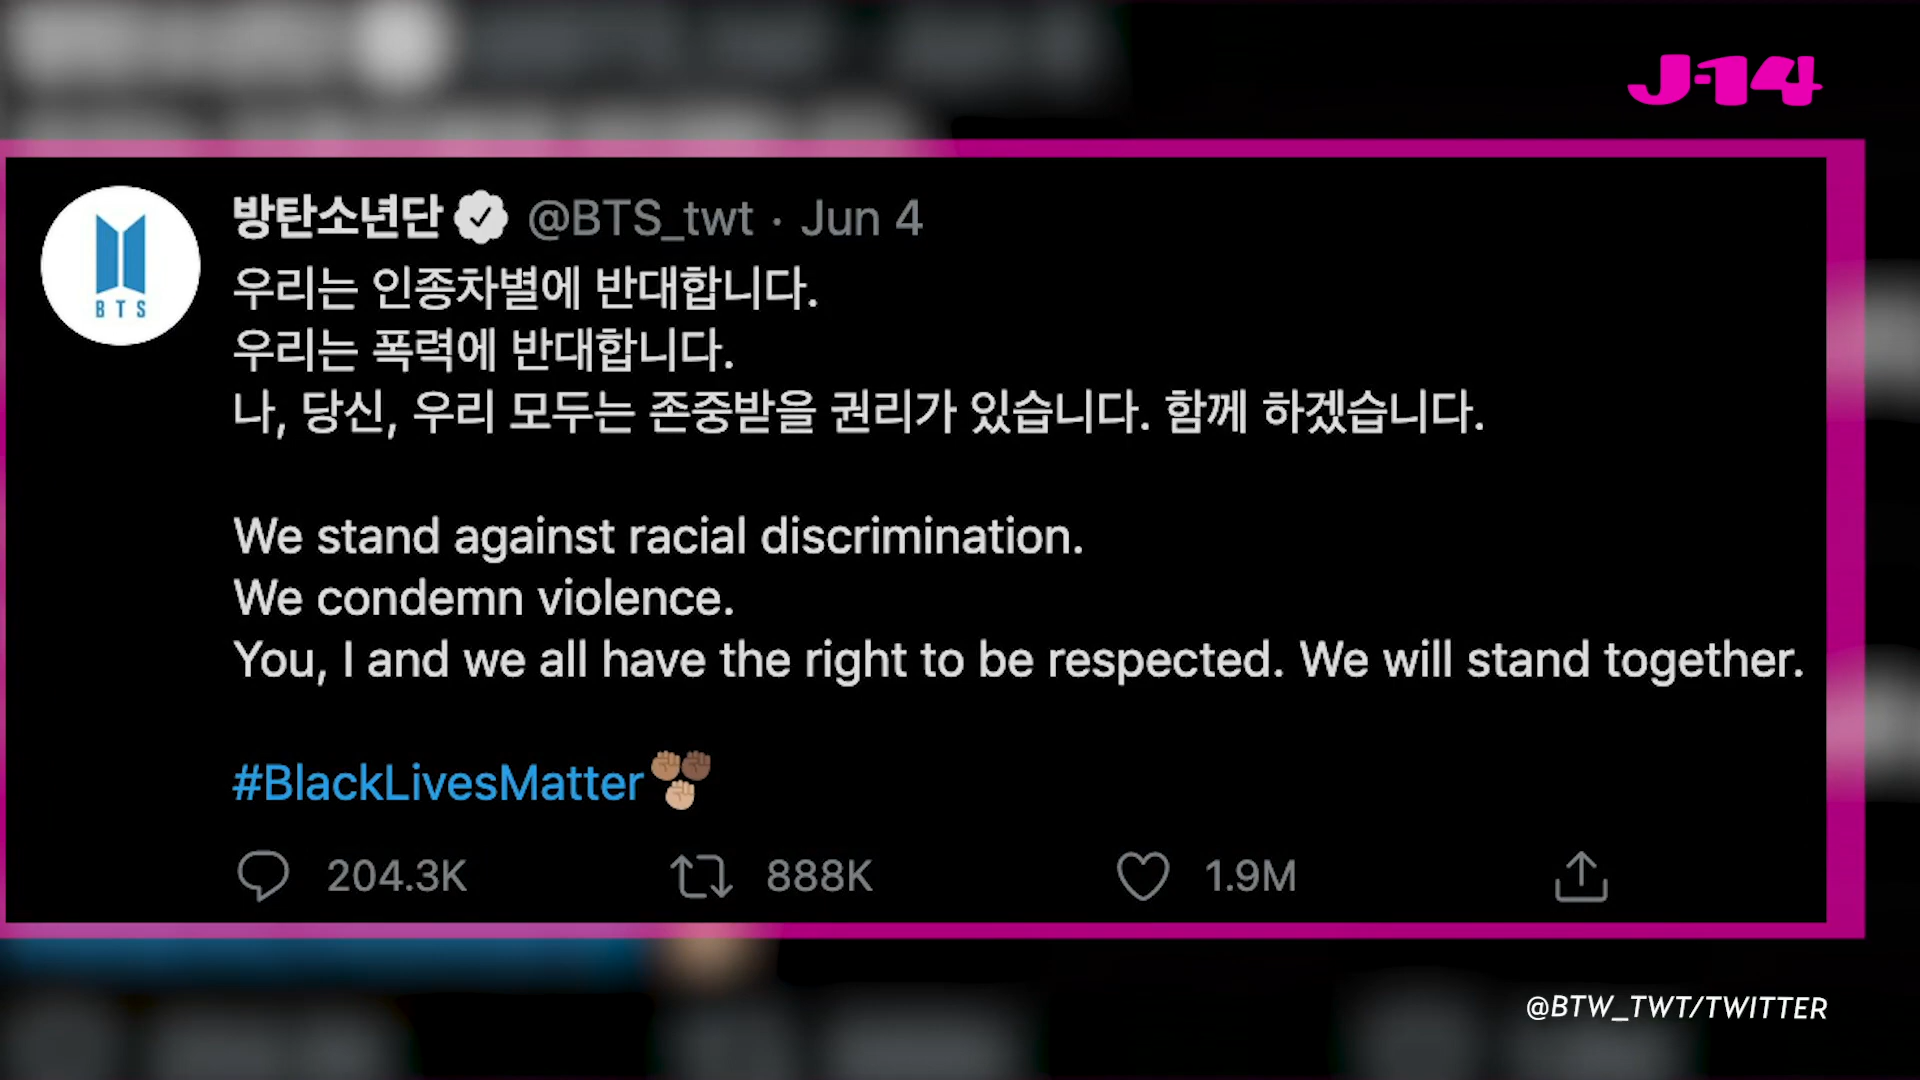 J-14
방탄소년단 @BTS_twt · Jun 4
BTS
우리는 인종차별에 반대합니다.
우리는 폭력에 반대합니다.
나, 당신, 우리 모두는 존중받을 권리가 있습니다. 함께 하겠습니다.
We stand against racial discrimination.
We condemn violence.
You, I and we all have the right to be respected. We will stand together.
#BlackLivesMatter
204.3K 888K 1.9M
@BTW_TWT/TWITTER